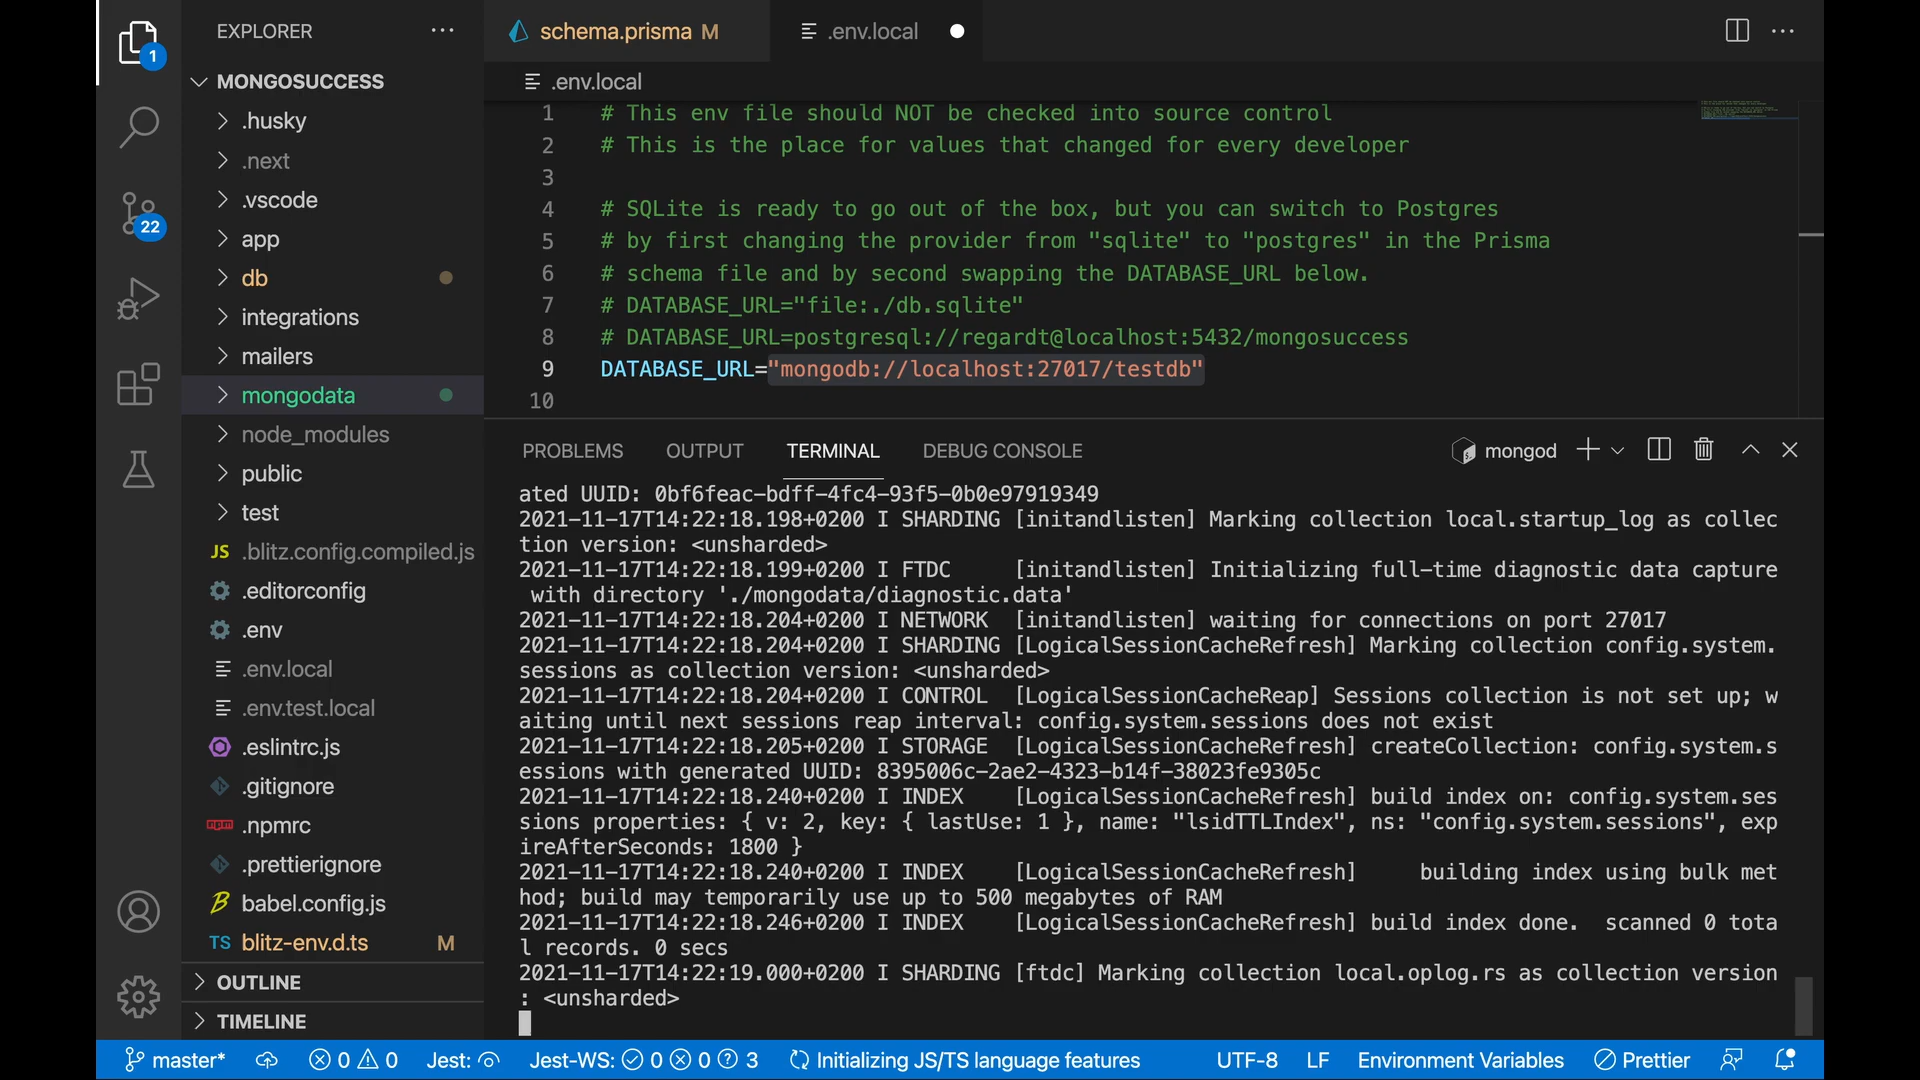 EXPLORER
schema.prisma M
.env.local
1
MONGOSUCCESS
.env.local
.husky
.next
.vscode
app
db
integrations
mailers
mongodata
node_modules
public
test
JS .blitz.config.compiled.js
.editorconfig
.env
.env.local
.env.test.local
.eslintrc.js
.gitignore
npm .npmrc
.prettierignore
babel.config.js
TS blitz-env.d.ts M
OUTLINE
TIMELINE
22
1 # This env file should NOT be checked into source control
2 # This is the place for values that changed for every developer
3
4 # SQLite is ready to go out of the box, but you can switch to Postgres
5 # by first changing the provider from "sqlite" to "postgres" in the Prisma
6 # schema file and by second swapping the DATABASE_URL below.
7 # DATABASE_URL="file:./db.sqlite"
8 # DATABASE_URL=postgresql://regardt@localhost:5432/mongosuccess
9 DATABASE_URL="mongodb://localhost:27017/testdb"
10
PROBLEMS OUTPUT TERMINAL DEBUG CONSOLE mongod
ated UUID: 0bf6feac-bdff-4fc4-93f5-0b0e97919349
2021-11-17T14:22:18.198+0200 I SHARDING [initandlisten] Marking collection local.startup_log as collec
tion version: <unsharded>
2021-11-17T14:22:18.199+0200 I FTDC     [initandlisten] Initializing full-time diagnostic data capture
 with directory './mongodata/diagnostic.data'
2021-11-17T14:22:18.204+0200 I NETWORK  [initandlisten] waiting for connections on port 27017
2021-11-17T14:22:18.204+0200 I SHARDING [LogicalSessionCacheRefresh] Marking collection config.system.
sessions as collection version: <unsharded>
2021-11-17T14:22:18.204+0200 I CONTROL  [LogicalSessionCacheReap] Sessions collection is not set up; w
aiting until next sessions reap interval: config.system.sessions does not exist
2021-11-17T14:22:18.205+0200 I STORAGE  [LogicalSessionCacheRefresh] createCollection: config.system.s
essions with generated UUID: 8395006c-2ae2-4323-b14f-38023fe9305c
2021-11-17T14:22:18.240+0200 I INDEX    [LogicalSessionCacheRefresh] build index on: config.system.ses
sions properties: { v: 2, key: { lastUse: 1 }, name: "lsidTTLIndex", ns: "config.system.sessions", exp
ireAfterSeconds: 1800 }
2021-11-17T14:22:18.240+0200 I INDEX    [LogicalSessionCacheRefresh]     building index using bulk met
hod; build may temporarily use up to 500 megabytes of RAM
2021-11-17T14:22:18.246+0200 I INDEX    [LogicalSessionCacheRefresh] build index done.  scanned 0 tota
l records. 0 secs
2021-11-17T14:22:19.000+0200 I SHARDING [ftdc] Marking collection local.oplog.rs as collection version
: <unsharded>
master* 0 0 Jest: Jest-WS: 0 0 3 Initializing JS/TS language features UTF-8 LF Environment Variables Prettier